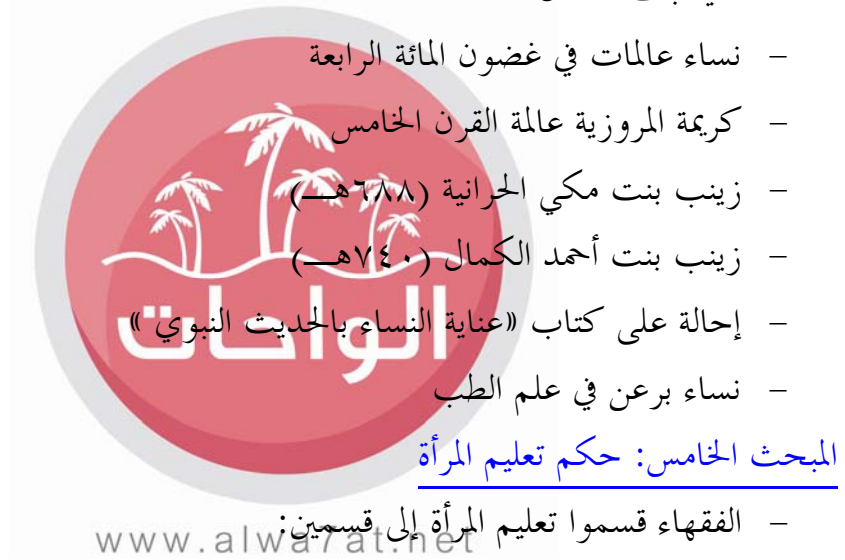 – نساء عالمات في غضون المائة الرابعة
– كريمة المروزية عالمة القرن الخامس
– زينب بنت مكي الحرانية (٦٨٨هـ)
– زينب بنت أحمد الكمال (٧٤٠هـ)
– إحالة على كتاب «عناية النساء بالحديث النبوي»
الواحات
– نساء برعن في علم الطب
المبحث الخامس: حكم تعليم المرأة
– الفقهاء قسموا تعليم المرأة إلى قسمين:
www.alwa7at.net